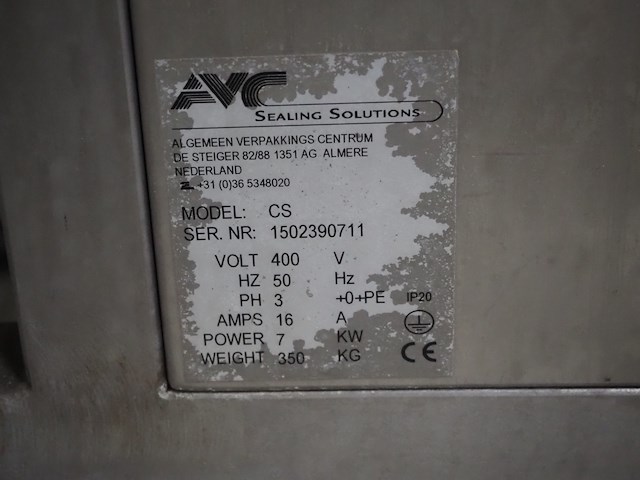 AVC
SEALING SOLUTIONS
ALGEMEEN VERPAKKINGS CENTRUM
DE STEIGER 82/88 1351 AG ALMERE
NEDERLAND
+31 (0)36 5348020
MODEL: CS
SER. NR: 1502390711
VOLT 400 V
HZ 50 Hz
PH 3 +0+PE IP20
AMPS 16 A
POWER 7 KW
WEIGHT 350 KG CE